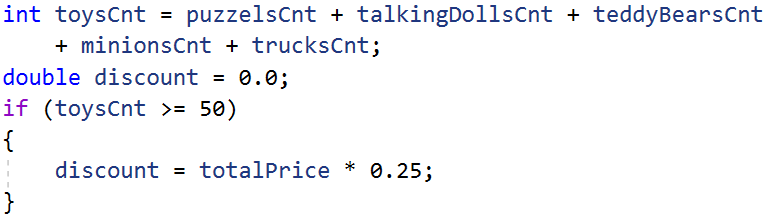 int toysCnt = puzzelsCnt + talkingDollsCnt + teddyBearsCnt
    + minionsCnt + trucksCnt;
double discount = 0.0;
if (toysCnt >= 50)
{
    discount = totalPrice * 0.25;
}